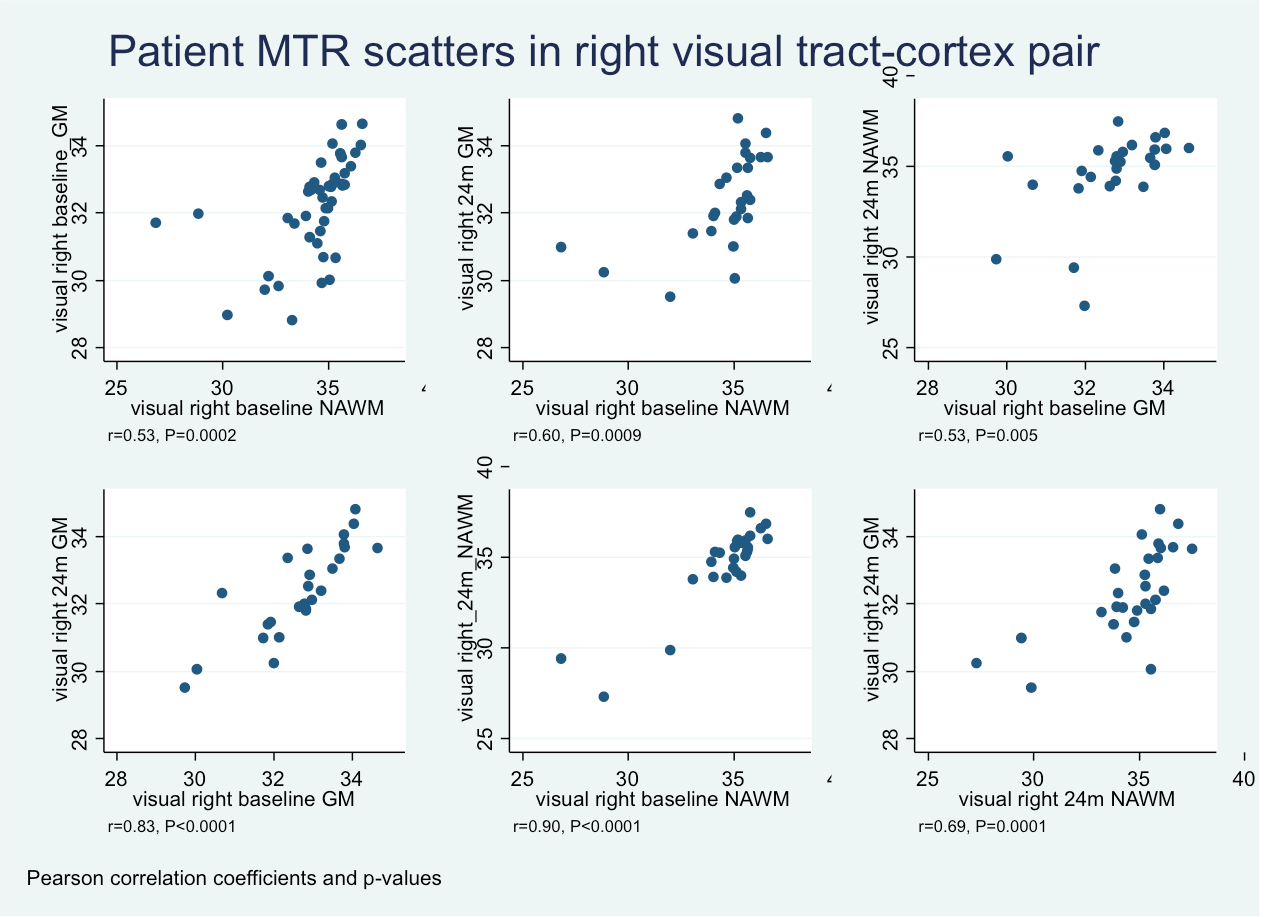 Patient MTR scatters in right visual tract-cortex pair
visual right baseline_GM
34
32
30
28
25 30 35
visual right baseline NAWM
r=0.53, P=0.0002
visual right 24m GM
34
32
30
28
25 30 35
visual right baseline NAWM
r=0.60, P=0.0009
visual right 24m NAWM
40
35
30
25
28 30 32 34
visual right baseline GM
r=0.53, P=0.005
visual right 24m GM
34
32
30
28
28 30 32 34
visual right baseline GM
r=0.83, P<0.0001
visual right_24m_NAWM
40
35
30
25
25 30 35
visual right baseline NAWM
r=0.90, P<0.0001
visual right 24m GM
34
32
30
28
25 30 35 40
visual right 24m NAWM
r=0.69, P=0.0001
Pearson correlation coefficients and p-values